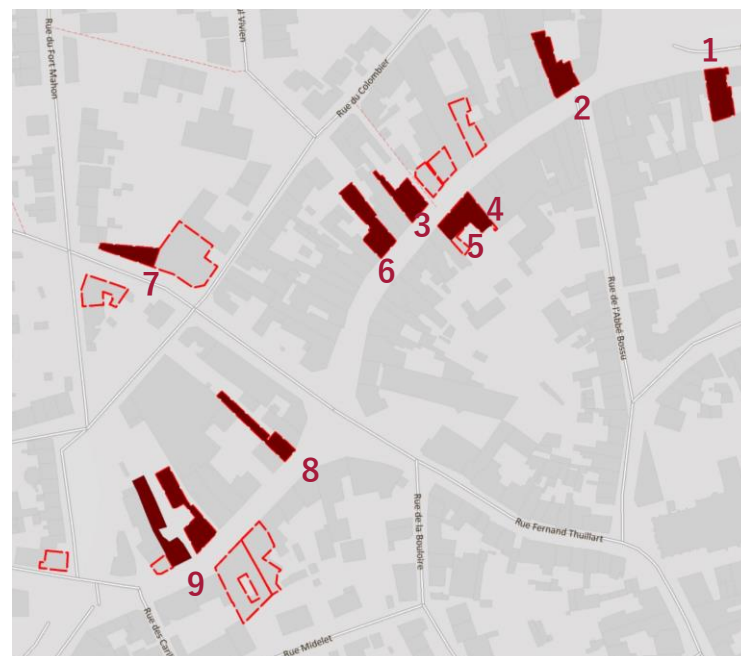 Rue du Fort Mahon
Rue du Colombier
1
2
3
4
5
6
7
Rue de l'Abbé Bossu
8
9
Rue de la Bouloire
Rue Fernand Thuillart
Rue Midelet